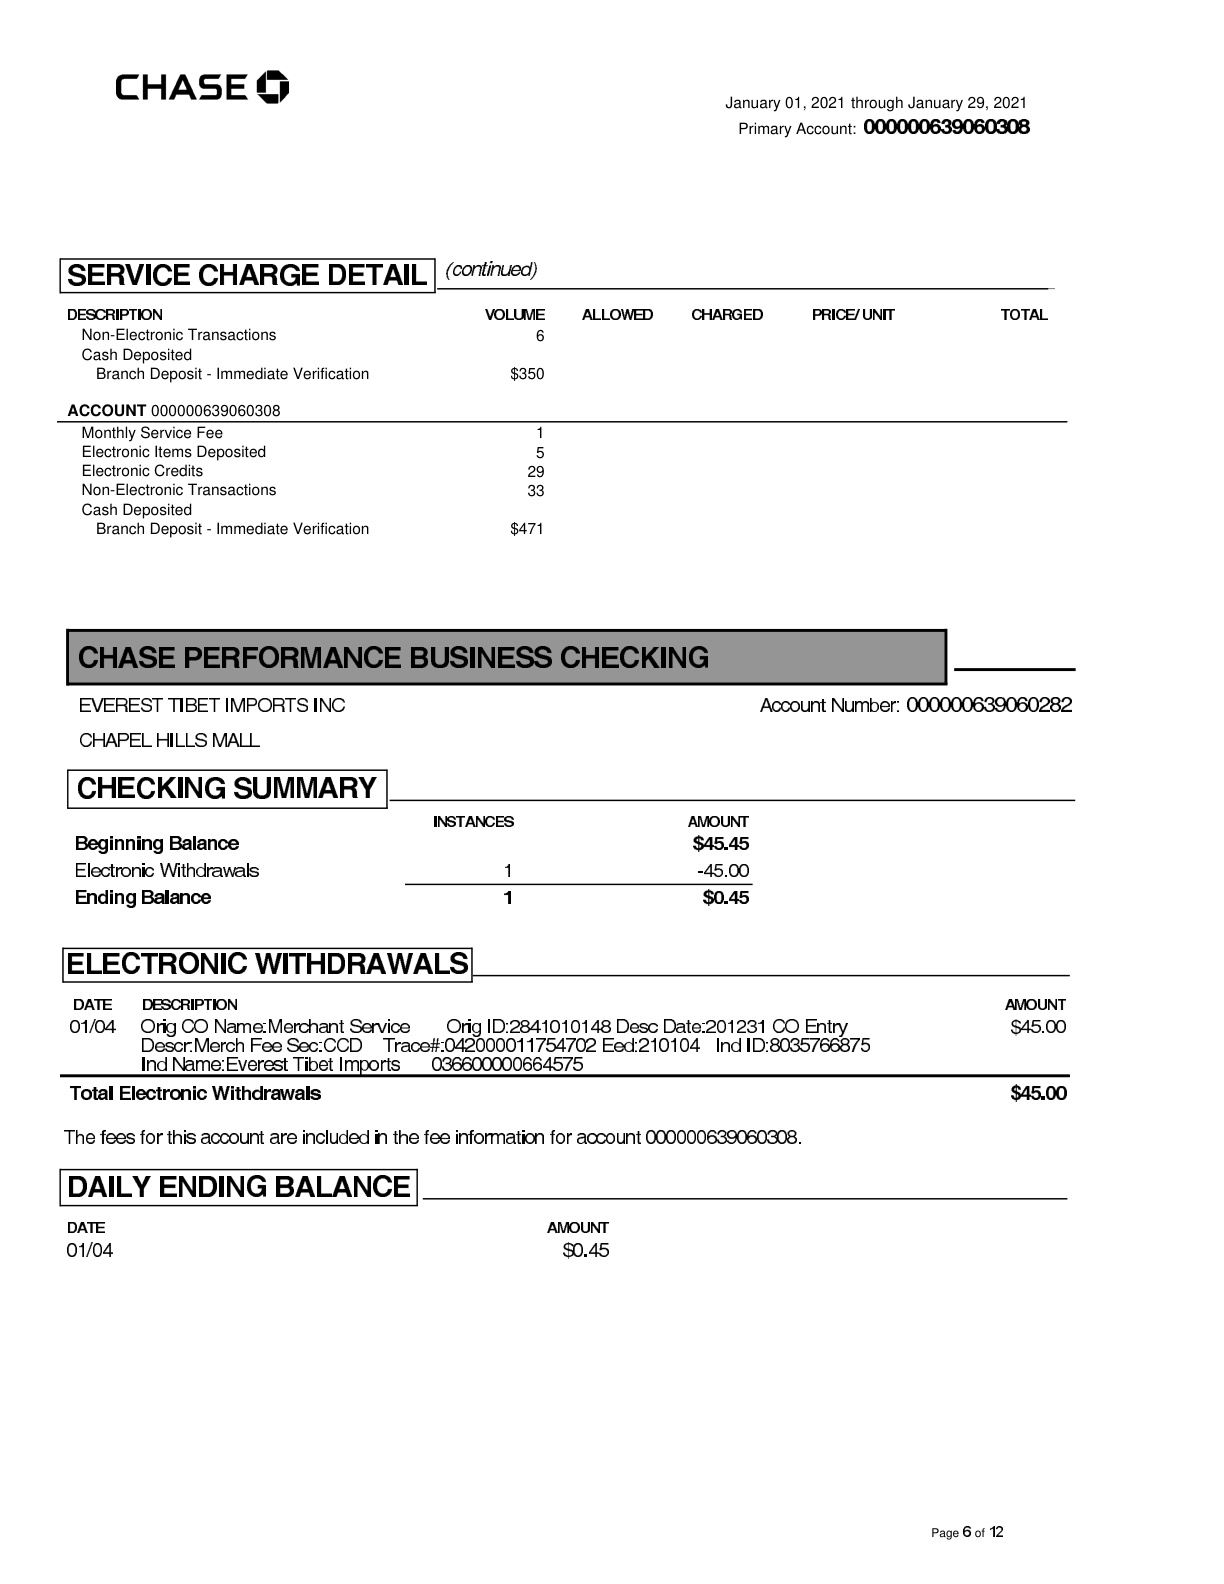 CHASE
January 01, 2021 through January 29, 2021
Primary Account: 000000639060308
SERVICE CHARGE DETAIL (continued)
DESCRIPTION VOLUME ALLOWED CHARGED PRICE/ UNIT TOTAL
Non-Electronic Transactions 6
Cash Deposited
Branch Deposit - Immediate Verification $350
ACCOUNT 000000639060308
Monthly Service Fee 1
Electronic Items Deposited 5
Electronic Credits 29
Non-Electronic Transactions 33
Cash Deposited
Branch Deposit - Immediate Verification $471
CHASE PERFORMANCE BUSINESS CHECKING
EVEREST TIBET IMPORTS INC Account Number: 000000639060282
CHAPEL HILLS MALL
CHECKING SUMMARY
INSTANCES AMOUNT
Beginning Balance $45.45
Electronic Withdrawals 1 -45.00
Ending Balance 1 $0.45
ELECTRONIC WITHDRAWALS
DATE DESCRIPTION AMOUNT
01/04 Orig CO Name:Merchant Service Orig ID:2841010148 Desc Date:201231 CO Entry $45.00
Descr:Merch Fee Sec:CCD Trace#:042000011754702 Eed:210104 Ind ID:8035766875
Ind Name:Everest Tibet Imports 036600000664575
Total Electronic Withdrawals $45.00
The fees for this account are included in the fee information for account 000000639060308.
DAILY ENDING BALANCE
DATE AMOUNT
01/04 $0.45
Page 6 of 12